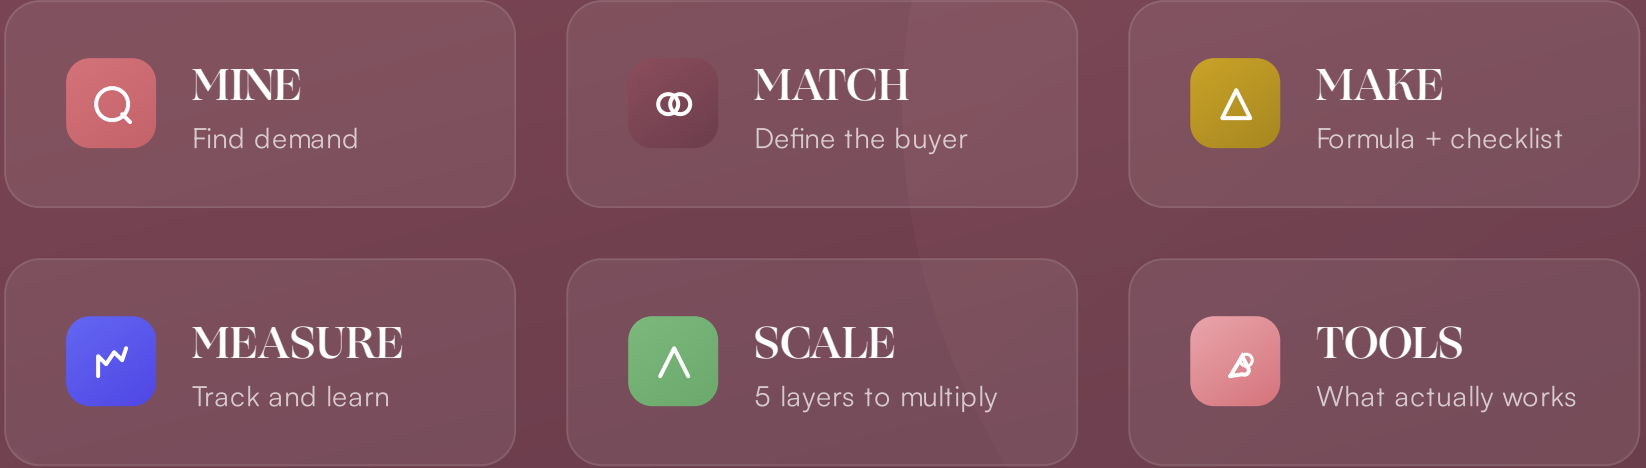 MINE
Find demand
MATCH
Define the buyer
MAKE
Formula + checklist
MEASURE
Track and learn
SCALE
5 layers to multiply
TOOLS
What actually works